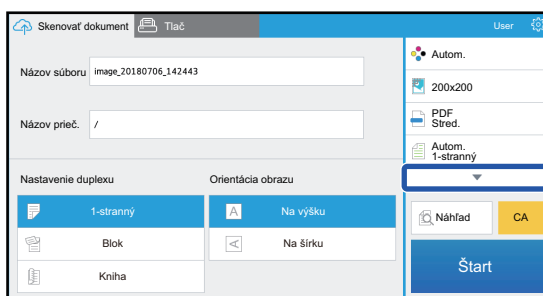 Skenovať dokument
Tlač
User
Názov súboru
image_20180706_142443
Názov prieč.
/
Nastavenie duplexu
Orientácia obrazu
1-stranný
Blok
Kniha
A
Na výšku
A
Na šírku
Autom.
200x200
PDF
Stred.
Autom.
1-stranný
Náhľad
CA
Štart